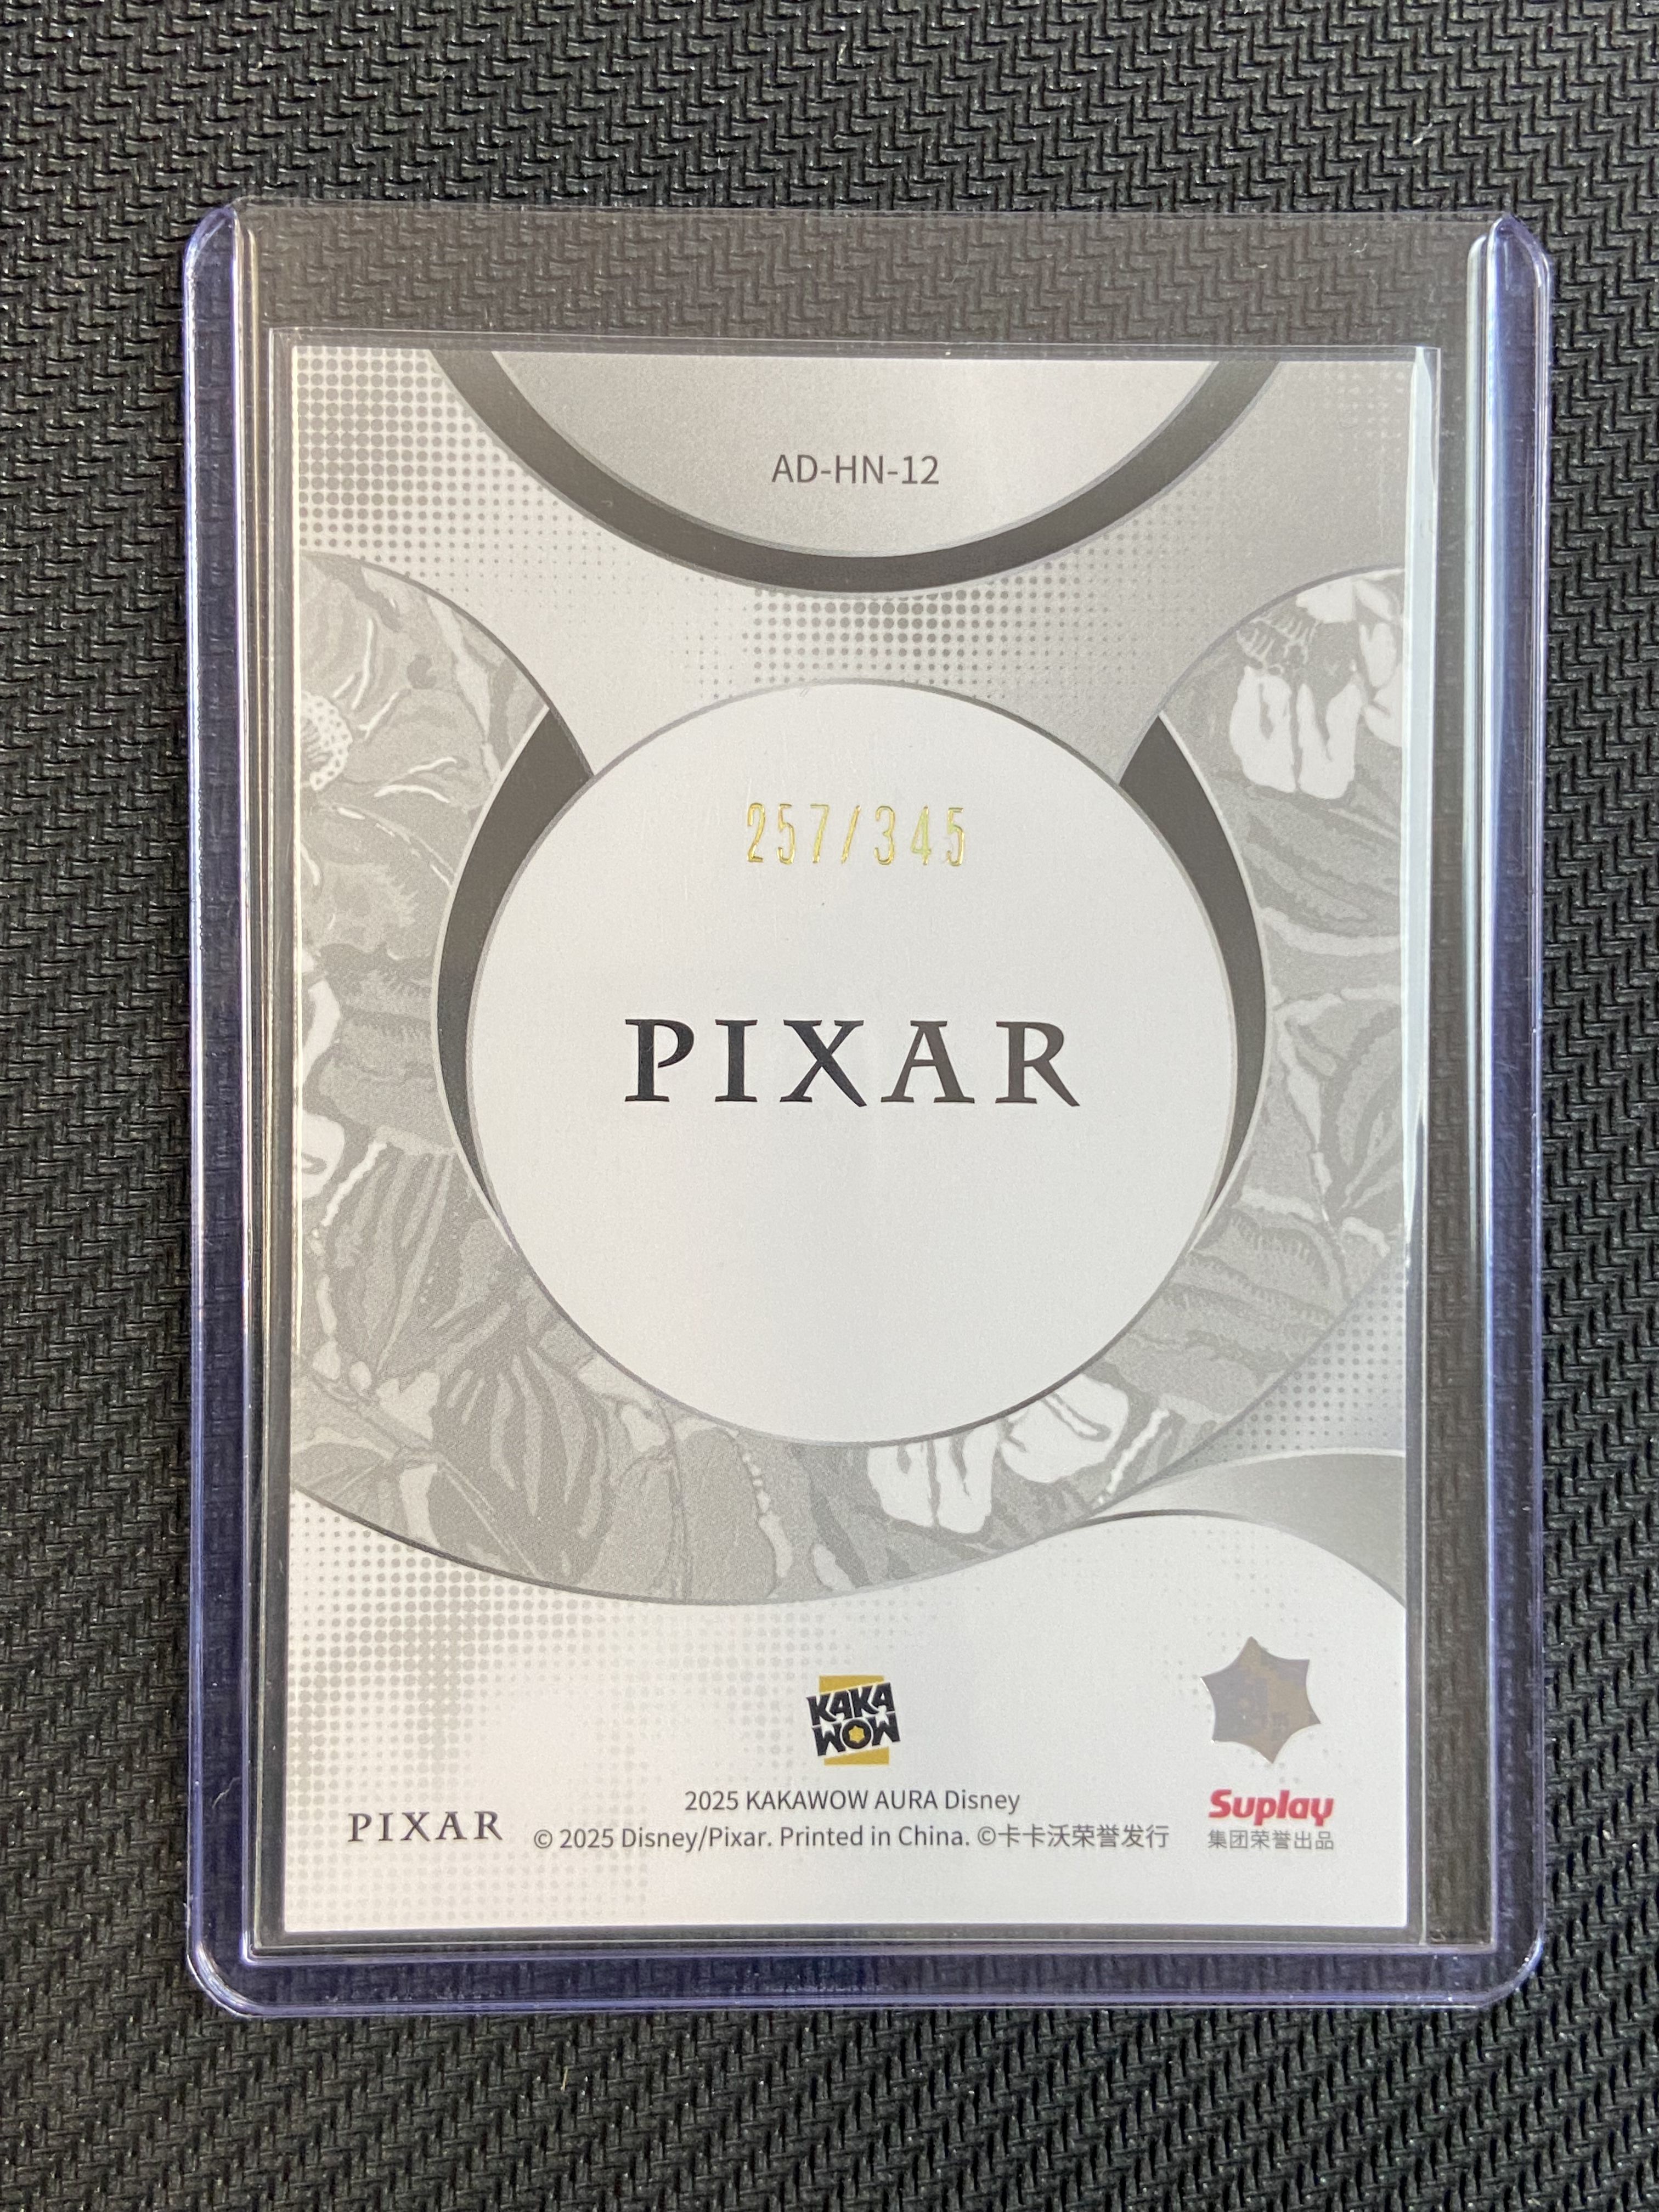 AD-HN-12
257/345
PIXAR
KAKA
WOW
2025 KAKAWOW AURA Disney
PIXAR
© 2025 Disney/Pixar. Printed in China. ©卡卡沃荣誉发行
Suplay
集团荣誉出品